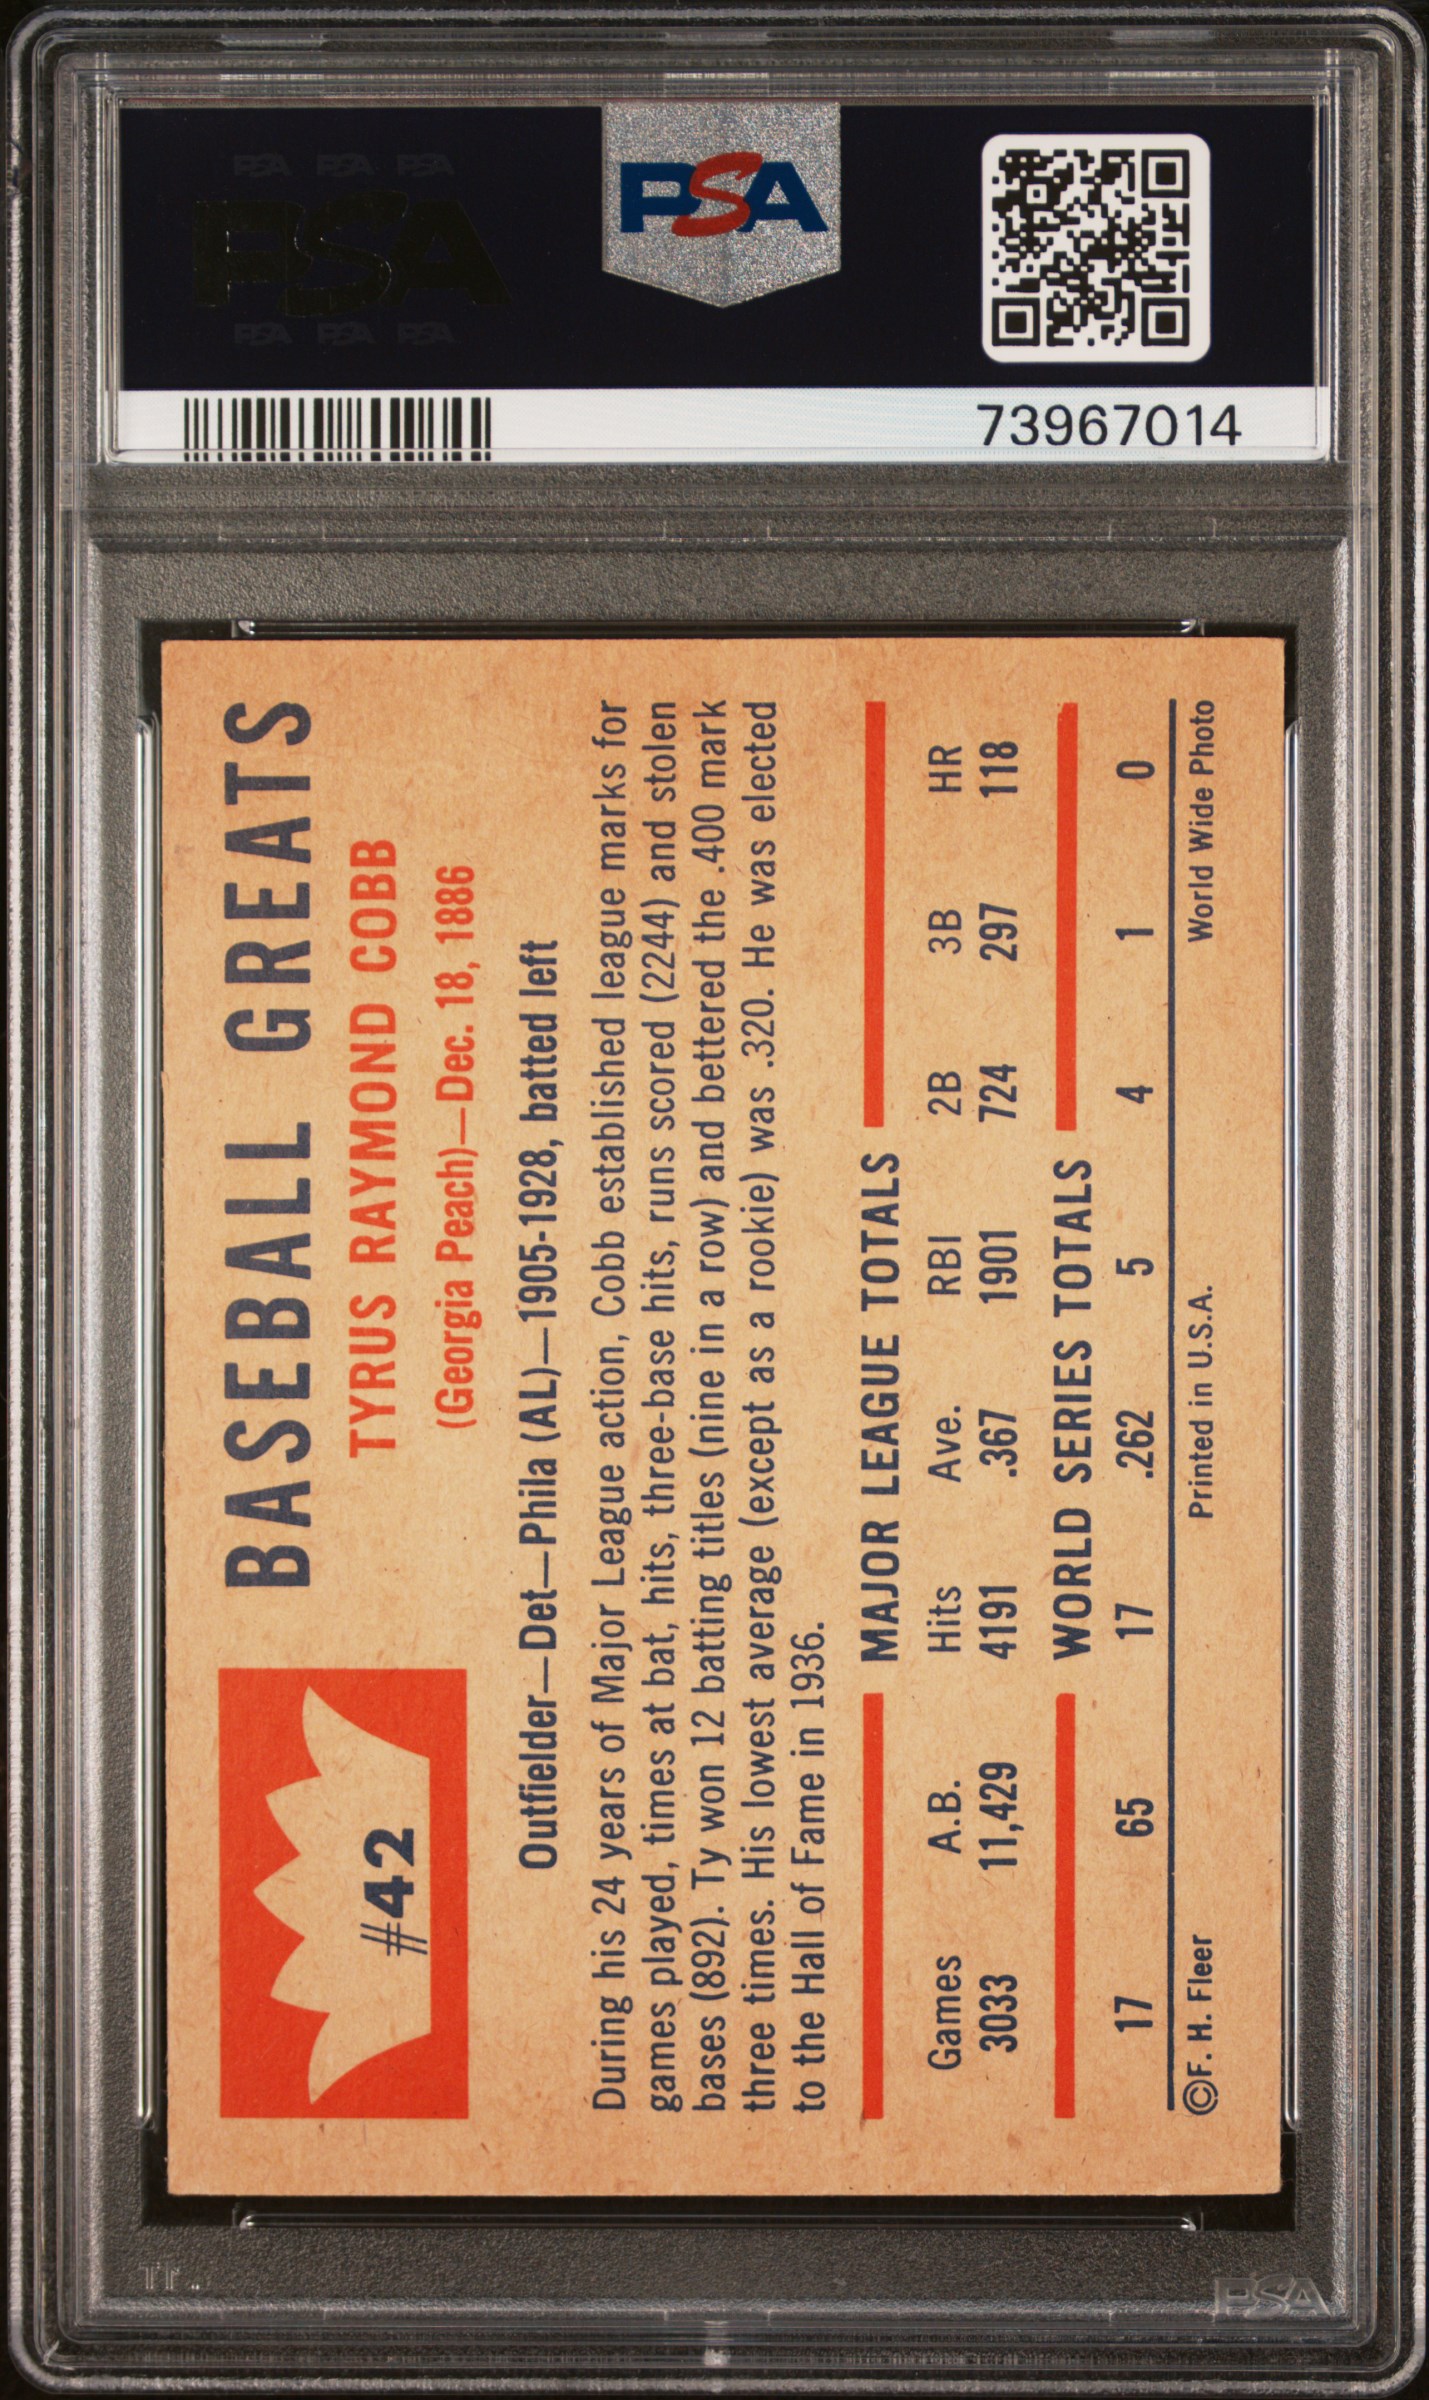 PSA PSA PSA
PSA
PSA PSA PSA
PSA
73967014
#42
BASEBALL GREATS
TYRUS RAYMOND COBB
(Georgia Peach)—Dec. 18, 1886
Outfielder—Det—Phila (AL)—1905-1928, batted left
During his 24 years of Major League action, Cobb established league marks for
games played, times at bat, hits, three-base hits, runs scored (2244) and stolen
bases (892). Ty won 12 batting titles (nine in a row) and bettered the .400 mark
three times. His lowest average (except as a rookie) was .320. He was elected
to the Hall of Fame in 1936.
MAJOR LEAGUE TOTALS
Games A.B. Hits Ave. RBI 2B 3B HR
3033 11,429 4191 .367 1901 724 297 118
WORLD SERIES TOTALS
17 65 17 .262 5 4 1 0
©F. H. Fleer Printed in U.S.A. World Wide Photo
PSA